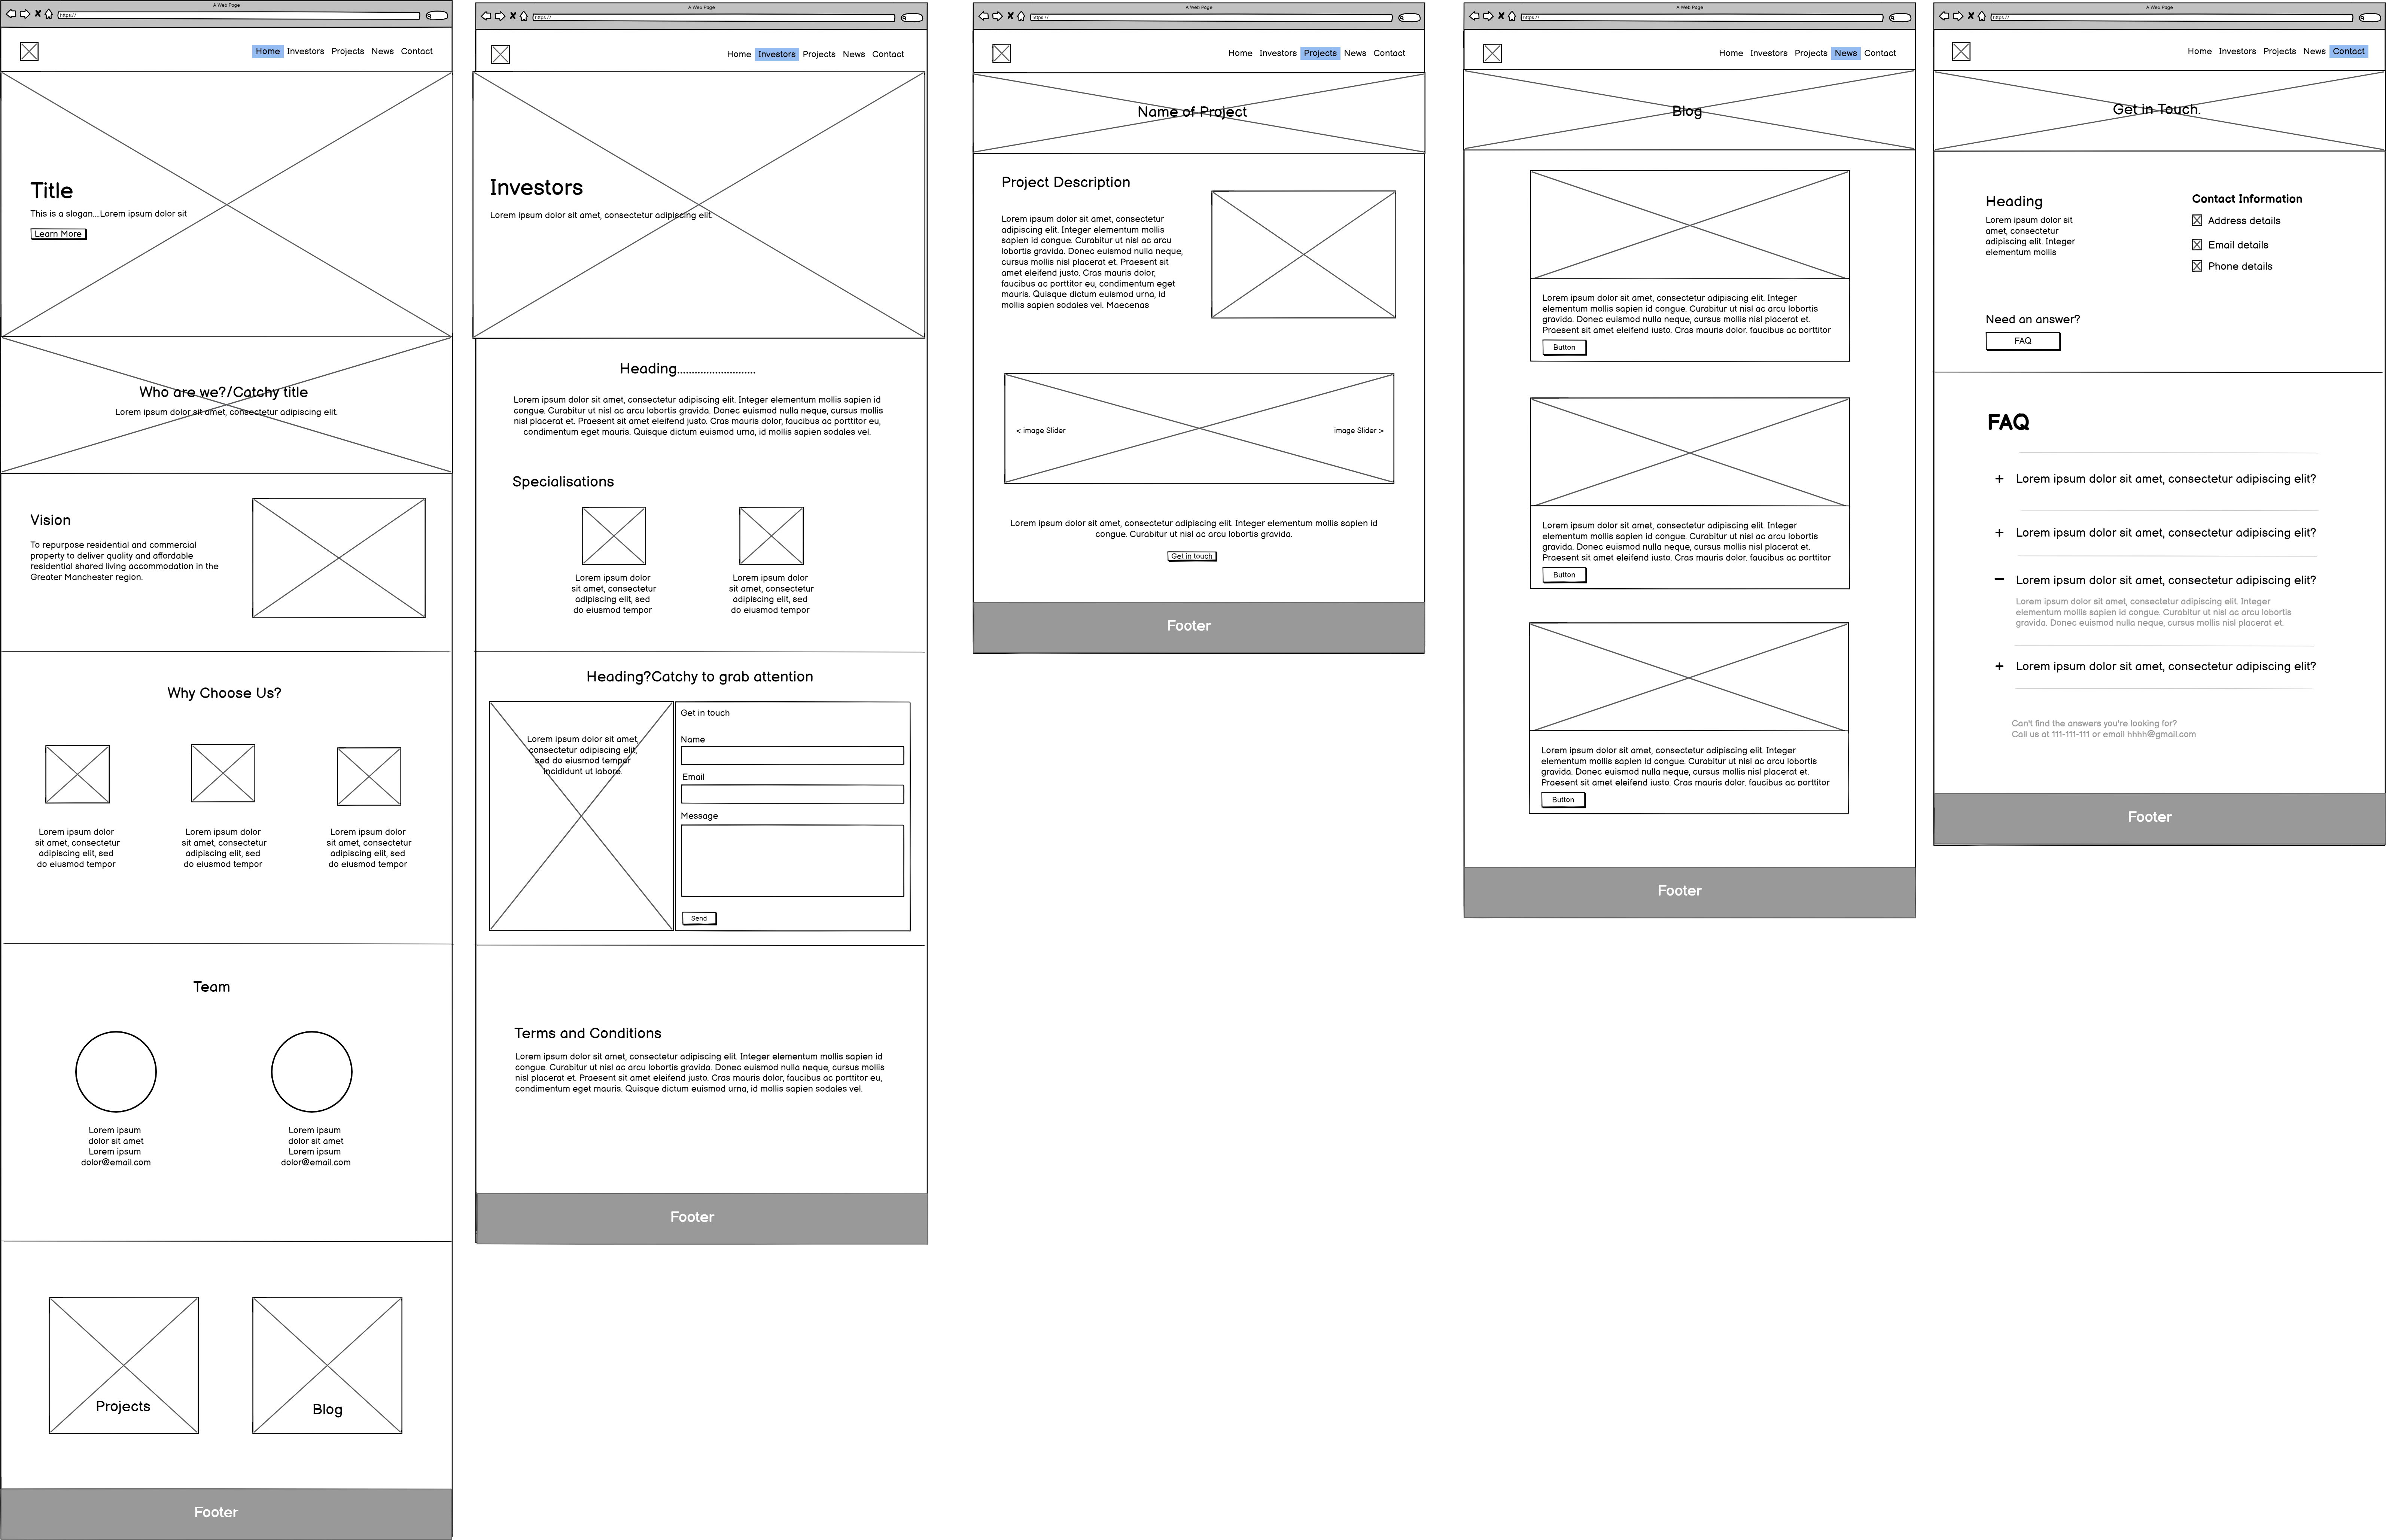 A Web Page
https://
Home Investors Projects News Contact
Title
This is a slogan...Lorem ipsum dolor sit
Learn More
Who are we?/Catchy title
Lorem ipsum dolor sit amet, consectetur adipiscing elit.
Vision
To repurpose residential and commercial
property to deliver quality and affordable
residential shared living accommodation in the
Greater Manchester region.
Why Choose Us?
Lorem ipsum dolor
sit amet, consectetur
adipiscing elit, sed
do eiusmod tempor
Lorem ipsum dolor
sit amet, consectetur
adipiscing elit, sed
do eiusmod tempor
Lorem ipsum dolor
sit amet, consectetur
adipiscing elit, sed
do eiusmod tempor
Team
Lorem ipsum
dolor sit amet
Lorem ipsum
dolor@email.com
Lorem ipsum
dolor sit amet
Lorem ipsum
dolor@email.com
Projects
Blog
Footer
A Web Page
https://
Home Investors Projects News Contact
Investors
Lorem ipsum dolor sit amet, consectetur adipiscing elit.
Heading...........................
Lorem ipsum dolor sit amet, consectetur adipiscing elit. Integer elementum mollis sapien id
congue. Curabitur ut nisl ac arcu lobortis gravida. Donec euismod nulla neque, cursus mollis
nisl placerat et. Praesent sit amet eleifend justo. Cras mauris dolor, faucibus ac porttitor eu,
condimentum eget mauris. Quisque dictum euismod urna, id mollis sapien sodales vel.
Specialisations
Lorem ipsum dolor
sit amet, consectetur
adipiscing elit, sed
do eiusmod tempor
Lorem ipsum dolor
sit amet, consectetur
adipiscing elit, sed
do eiusmod tempor
Heading?Catchy to grab attention
Lorem ipsum dolor sit amet,
consectetur adipiscing elit,
sed do eiusmod tempor
incididunt ut labore.
Get in touch
Name
Email
Message
Send
Terms and Conditions
Lorem ipsum dolor sit amet, consectetur adipiscing elit. Integer elementum mollis sapien id
congue. Curabitur ut nisl ac arcu lobortis gravida. Donec euismod nulla neque, cursus mollis
nisl placerat et. Praesent sit amet eleifend justo. Cras mauris dolor, faucibus ac porttitor eu,
condimentum eget mauris. Quisque dictum euismod urna, id mollis sapien sodales vel.
Footer
A Web Page
https://
Home Investors Projects News Contact
Name of Project
Project Description
Lorem ipsum dolor sit amet, consectetur
adipiscing elit. Integer elementum mollis
sapien id congue. Curabitur ut nisl ac arcu
lobortis gravida. Donec euismod nulla neque,
cursus mollis nisl placerat et. Praesent sit
amet eleifend justo. Cras mauris dolor,
faucibus ac porttitor eu, condimentum eget
mauris. Quisque dictum euismod urna, id
mollis sapien sodales vel. Maecenas
< image Slider
image Slider >
Lorem ipsum dolor sit amet, consectetur adipiscing elit. Integer elementum mollis sapien id
congue. Curabitur ut nisl ac arcu lobortis gravida.
Get in touch
Footer
A Web Page
https://
Home Investors Projects News Contact
Blog
Lorem ipsum dolor sit amet, consectetur adipiscing elit. Integer
elementum mollis sapien id congue. Curabitur ut nisl ac arcu lobortis
gravida. Donec euismod nulla neque, cursus mollis nisl placerat et.
Praesent sit amet eleifend justo. Cras mauris dolor, faucibus ac porttitor
Button
Lorem ipsum dolor sit amet, consectetur adipiscing elit. Integer
elementum mollis sapien id congue. Curabitur ut nisl ac arcu lobortis
gravida. Donec euismod nulla neque, cursus mollis nisl placerat et.
Praesent sit amet eleifend justo. Cras mauris dolor, faucibus ac porttitor
Button
Lorem ipsum dolor sit amet, consectetur adipiscing elit. Integer
elementum mollis sapien id congue. Curabitur ut nisl ac arcu lobortis
gravida. Donec euismod nulla neque, cursus mollis nisl placerat et.
Praesent sit amet eleifend justo. Cras mauris dolor, faucibus ac porttitor
Button
Footer
A Web Page
https://
Home Investors Projects News Contact
Get in Touch.
Heading
Lorem ipsum dolor sit
amet, consectetur
adipiscing elit. Integer
elementum mollis
Contact Information
Address details
Email details
Phone details
Need an answer?
FAQ
FAQ
+ Lorem ipsum dolor sit amet, consectetur adipiscing elit?
+ Lorem ipsum dolor sit amet, consectetur adipiscing elit?
– Lorem ipsum dolor sit amet, consectetur adipiscing elit?
Lorem ipsum dolor sit amet, consectetur adipiscing elit. Integer
elementum mollis sapien id congue. Curabitur ut nisl ac arcu lobortis
gravida. Donec euismod nulla neque, cursus mollis nisl placerat et.
+ Lorem ipsum dolor sit amet, consectetur adipiscing elit?
Can't find the answers you're looking for?
Call us at 111-111-111 or email hhhh@gmail.com
Footer